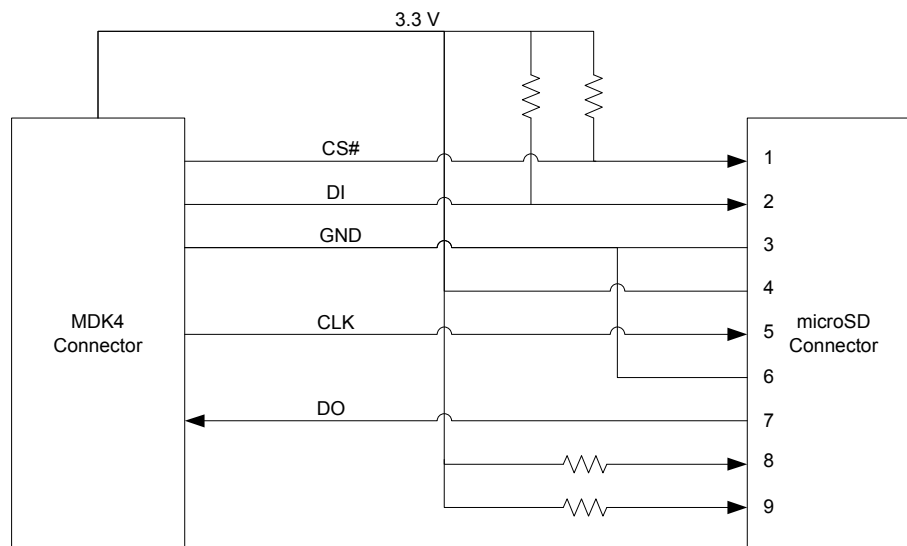 3.3 V
CS#
1
DI
2
GND
3
4
MDK4
Connector
CLK
5
microSD
Connector
6
DO
7
8
9